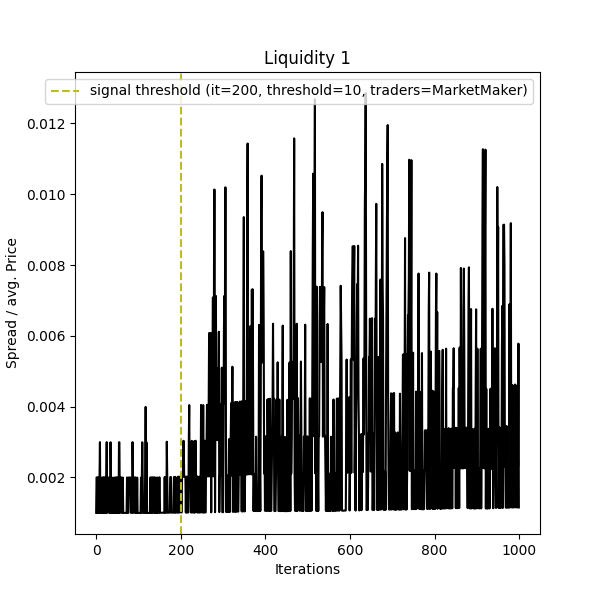 Liquidity 1
signal threshold (it=200, threshold=10, traders=MarketMaker)
0.012
0.010
0.008
0.006
0.004
0.002
Spread / avg. Price
0 200 400 600 800 1000
Iterations